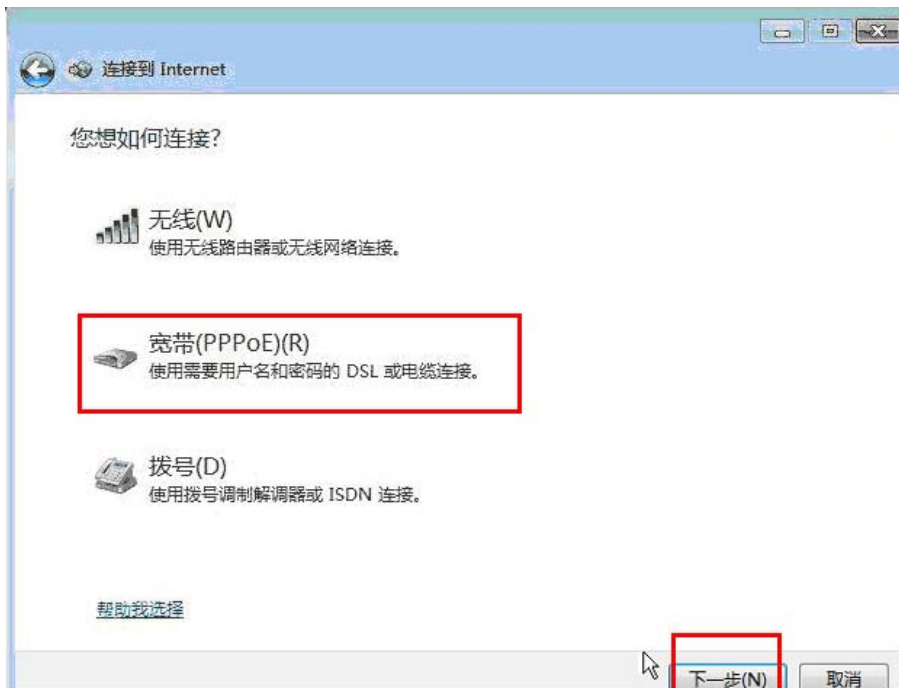 连接到 Internet
您想如何连接?
无线(W)
使用无线路由器或无线网络连接。
宽带(PPPoE)(R)
使用需要用户名和密码的 DSL 或电缆连接。
拨号(D)
使用拨号调制解调器或 ISDN 连接。
帮助我选择
下一步(N)
取消